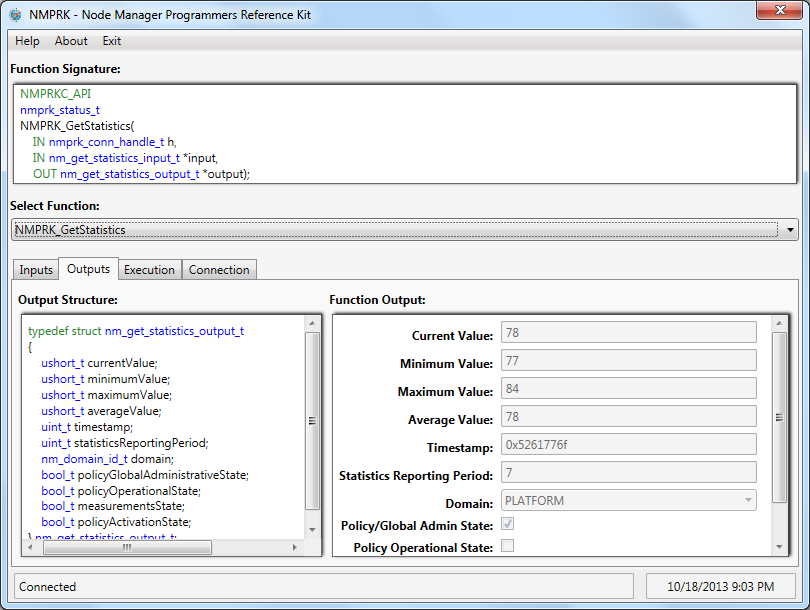 NMPRK - Node Manager Programmers Reference Kit
Help About Exit
Function Signature:
NMPRKC_API
nmprk_status_t
NMPRK_GetStatistics(
IN nmprk_conn_handle_t h,
IN nm_get_statistics_input_t *input,
OUT nm_get_statistics_output_t *output);
Select Function:
NMPRK_GetStatistics
Inputs Outputs Execution Connection
Output Structure:
typedef struct nm_get_statistics_output_t
{
ushort_t currentValue;
ushort_t minimumValue;
ushort_t maximumValue;
ushort_t averageValue;
uint_t timestamp;
uint_t statisticsReportingPeriod;
nm_domain_id_t domain;
bool_t policyGlobalAdministrativeState;
bool_t policyOperationalState;
bool_t measurementsState;
bool_t policyActivationState;
} nm_get_statistics_output_t;
Function Output:
Current Value: 78
Minimum Value: 77
Maximum Value: 84
Average Value: 78
Timestamp: 0x5261776f
Statistics Reporting Period: 7
Domain: PLATFORM
Policy/Global Admin State:
Policy Operational State:
Connected
10/18/2013 9:03 PM